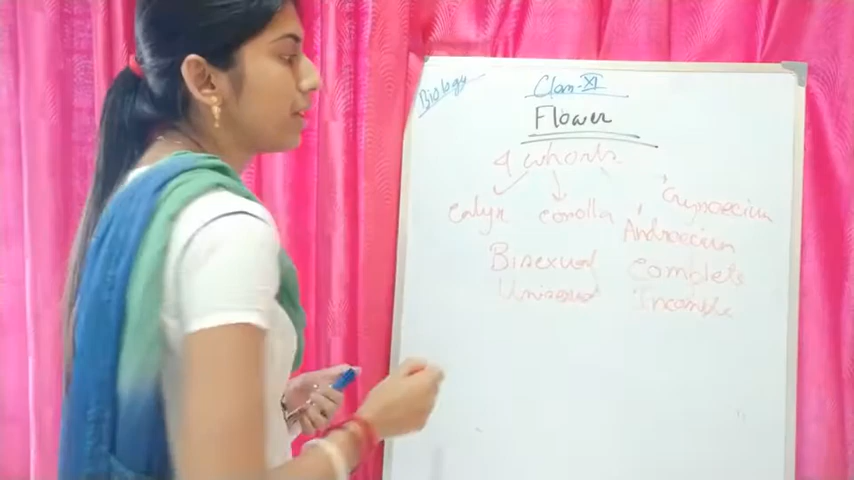 Biology
Class-XI
Flower
4 whorls
Calyx corolla Androecium Gynoecium
Bisexual complete
Unisexual Incomplete